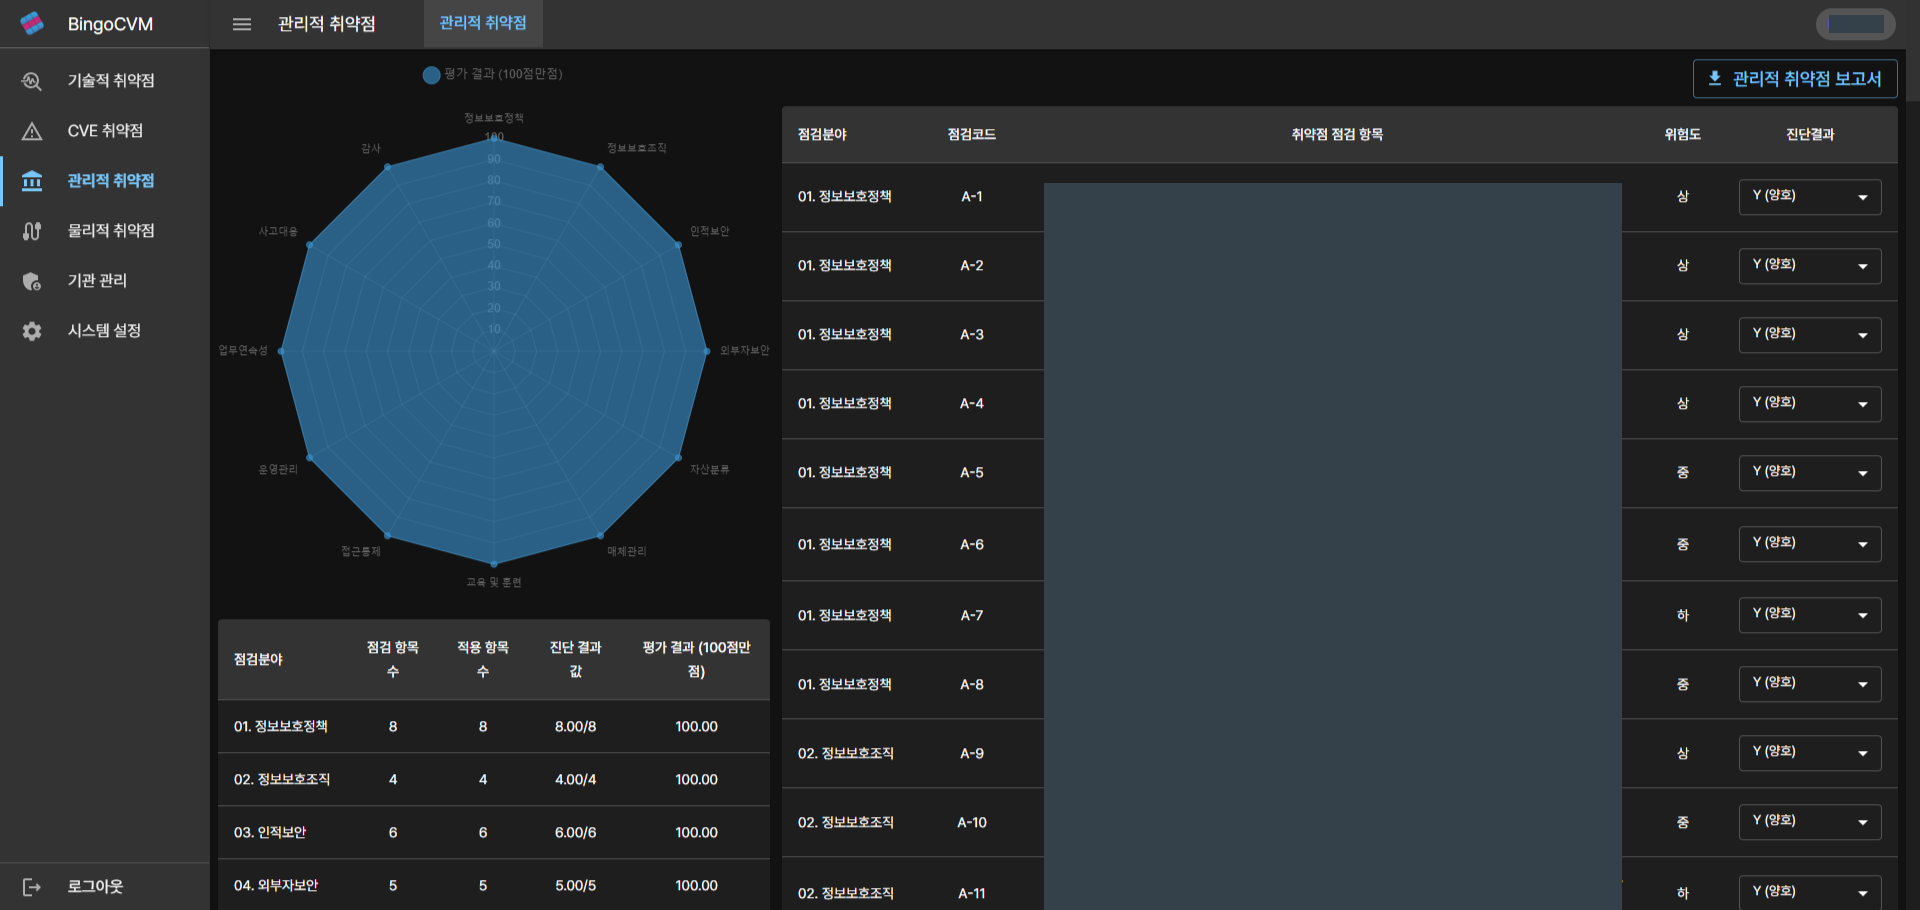 BingoCVM
관리적 취약점
관리적 취약점
기술적 취약점
CVE 취약점
관리적 취약점
물리적 취약점
기관 관리
시스템 설정
로그아웃
평가 결과 (100점만점)
정보보호정책
정보보호조직
인적보안
외부자보안
자산분류
매체관리
교육 및 훈련
접근통제
운영관리
업무연속성
사고대응
감사
100
90
80
70
60
50
40
30
20
10
점검분야 점검 항목 수 적용 항목 수 진단 결과 값 평가 결과 (100점만점)
01. 정보보호정책 8 8 8.00/8 100.00
02. 정보보호조직 4 4 4.00/4 100.00
03. 인적보안 6 6 6.00/6 100.00
04. 외부자보안 5 5 5.00/5 100.00
관리적 취약점 보고서
점검분야 점검코드 취약점 점검 항목 위험도 진단결과
01. 정보보호정책 A-1 상 Y (양호)
01. 정보보호정책 A-2 상 Y (양호)
01. 정보보호정책 A-3 상 Y (양호)
01. 정보보호정책 A-4 상 Y (양호)
01. 정보보호정책 A-5 중 Y (양호)
01. 정보보호정책 A-6 중 Y (양호)
01. 정보보호정책 A-7 하 Y (양호)
01. 정보보호정책 A-8 중 Y (양호)
02. 정보보호조직 A-9 상 Y (양호)
02. 정보보호조직 A-10 중 Y (양호)
02. 정보보호조직 A-11 하 Y (양호)